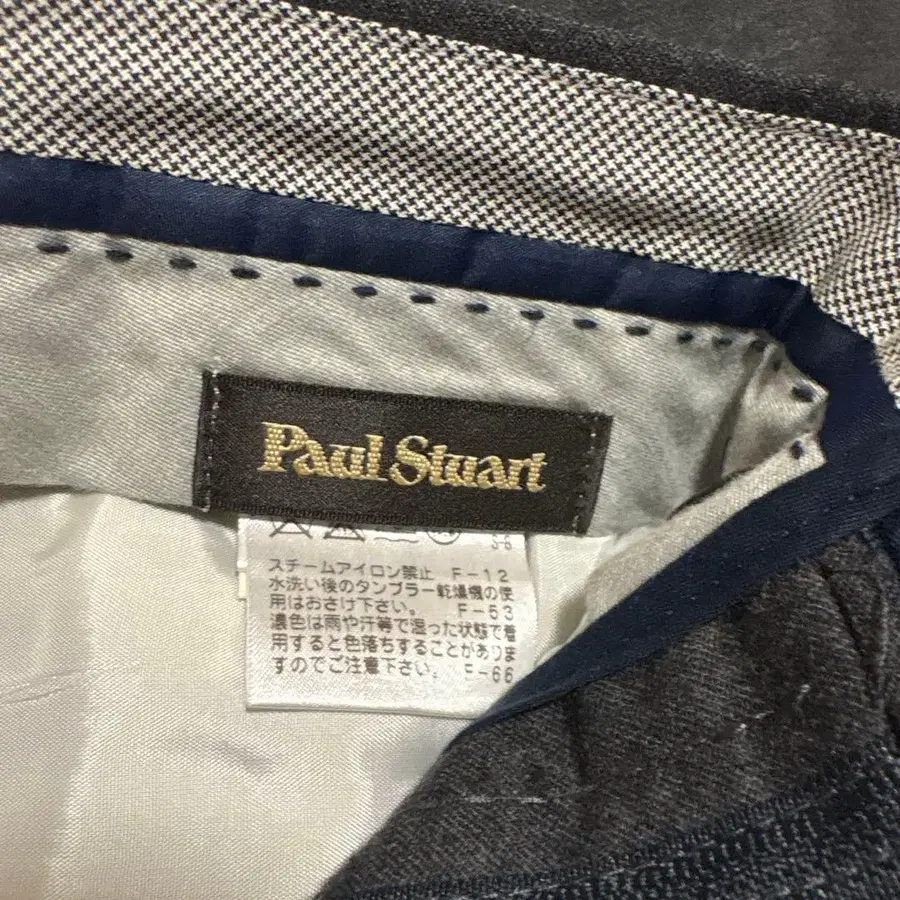 Paul Stuart
S-6
スチームアイロン禁止 F-12
水洗い後のタンブラー乾燥機の使
用はおさけ下さい。 F-53
濃色は雨や汗等で湿った状態で着
用すると色落ちすることがありま
すのでご注意下さい。 F-66